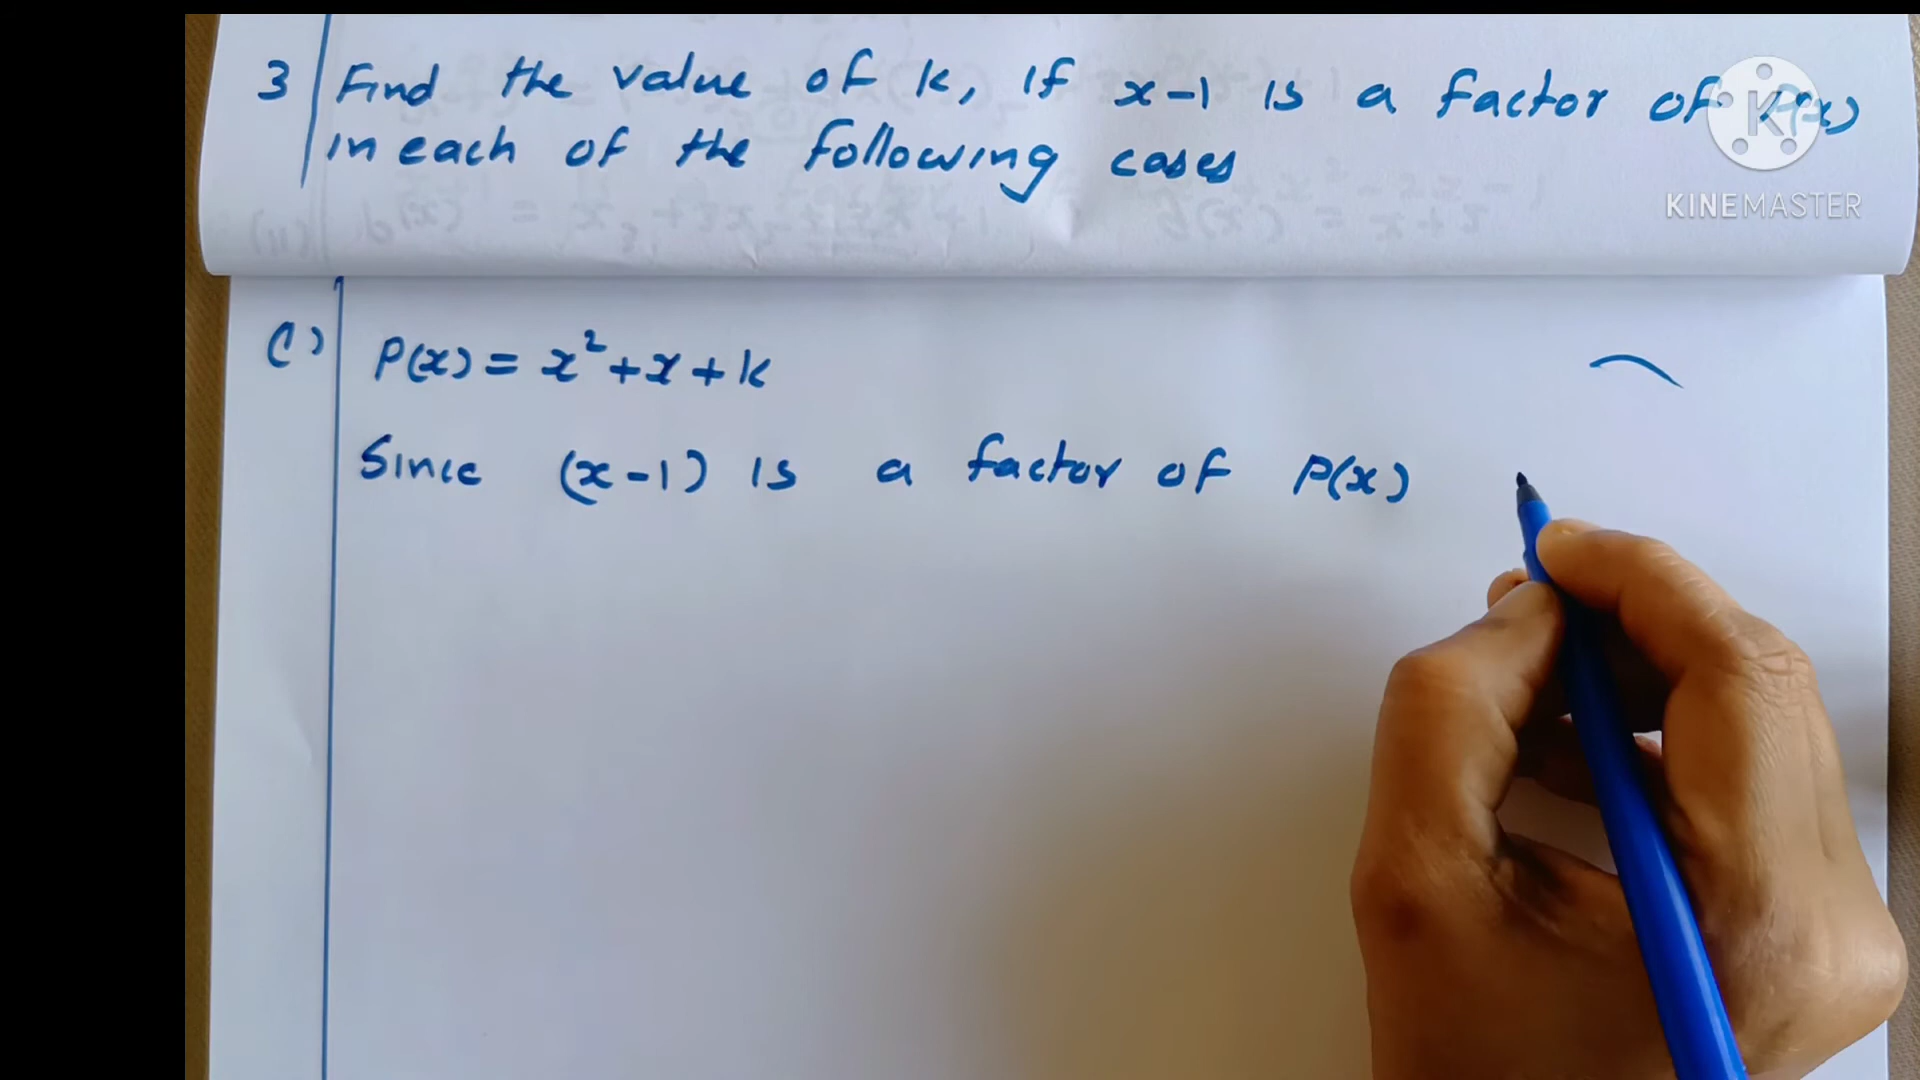 3 Find the value of k, if x-1 is a factor of P(x)
in each of the following cases
KINEMASTER
(i) P(x) = x² + x + k
Since (x-1) is a factor of P(x)